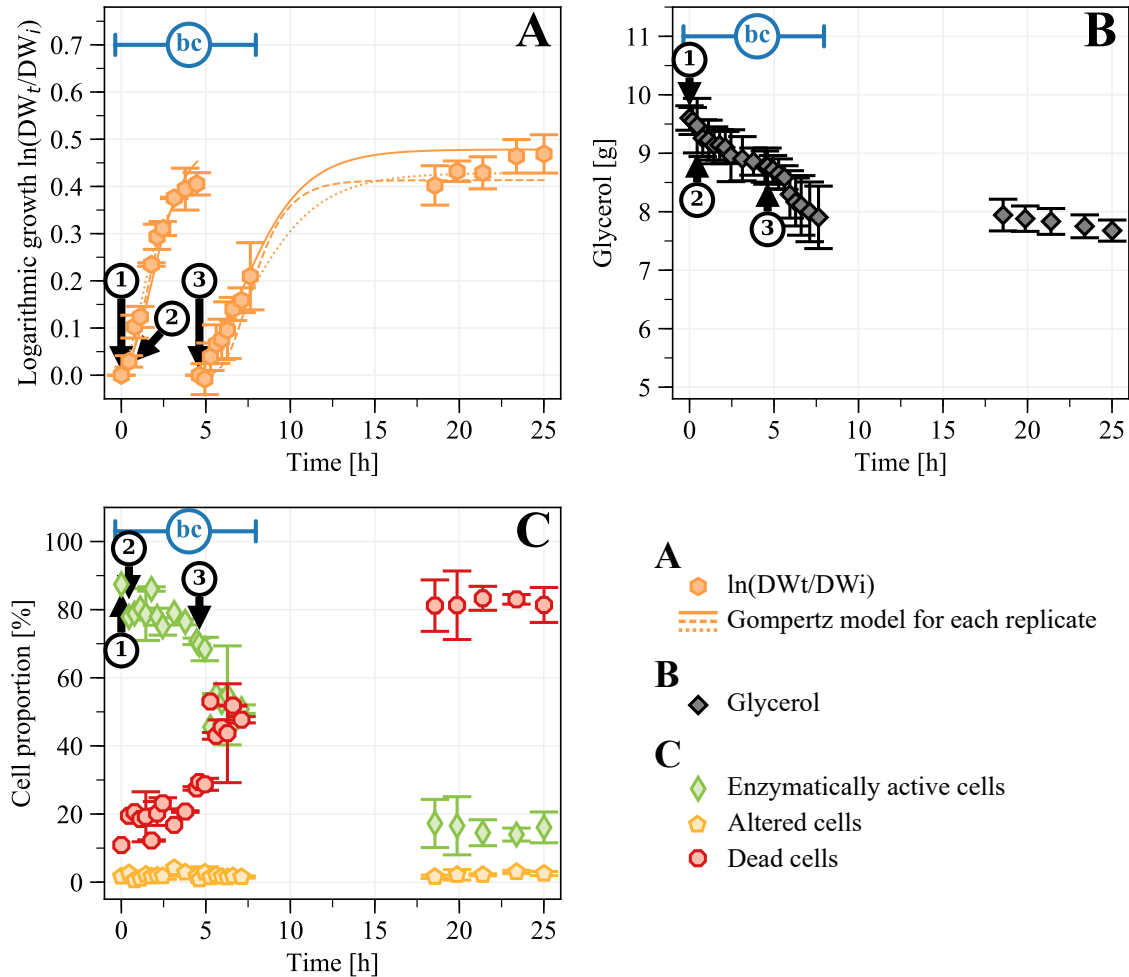 A
bc
0.7
0.6
0.5
0.4
0.3
0.2
0.1
0.0
1
2
3
Logarithmic growth ln(DWt/DWi)
0 5 10 15 20 25
Time [h]
B
bc
11
10
9
8
7
6
5
1
2
3
Glycerol [g]
0 5 10 15 20 25
Time [h]
C
bc
100
80
60
40
20
0
2
3
1
Cell proportion [%]
0 5 10 15 20 25
Time [h]
A
ln(DWt/DWi)
Gompertz model for each replicate
B
Glycerol
C
Enzymatically active cells
Altered cells
Dead cells